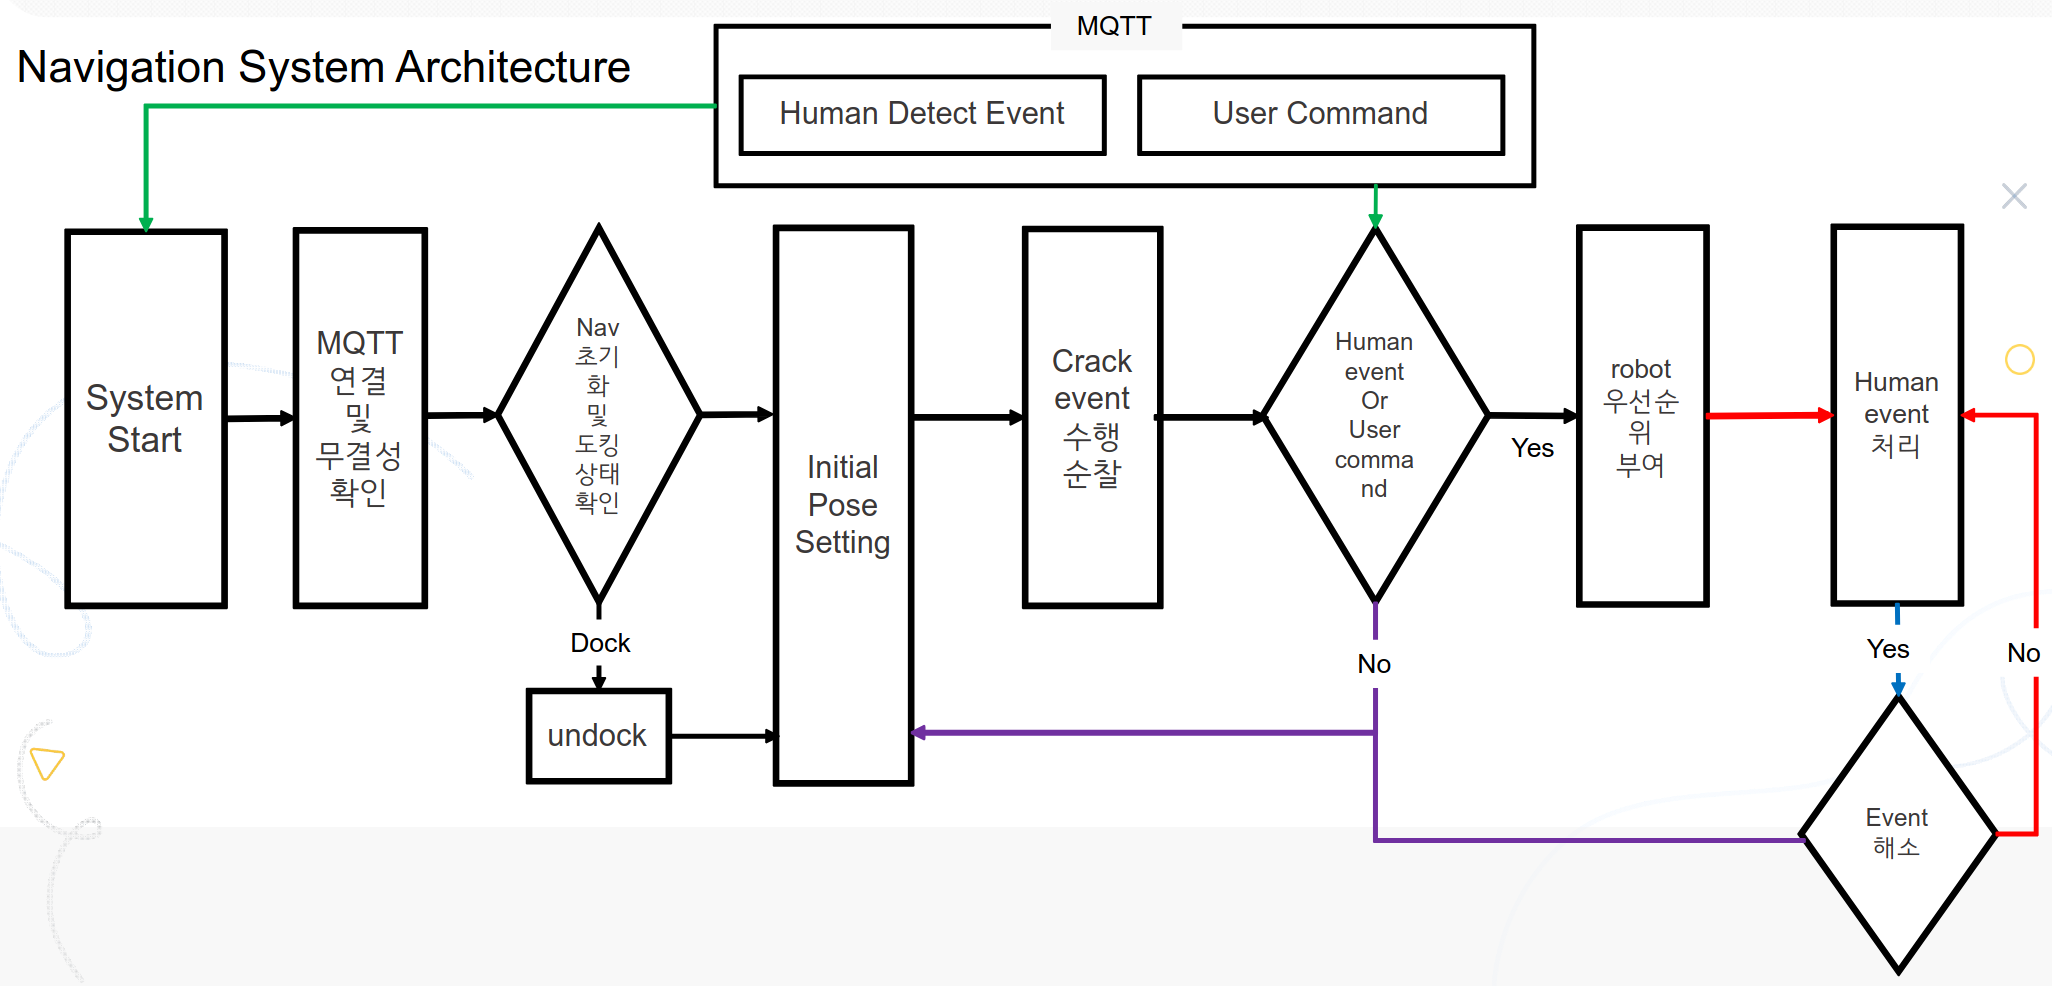 MQTT
Navigation System Architecture
Human Detect Event
User Command
System
Start
MQTT
연결
및
무결성
확인
Nav
초기
화
및
도킹
상태
확인
Dock
undock
Initial
Pose
Setting
Crack
event
수행
순찰
Human
event
Or
User
comma
nd
Yes
No
robot
우선순
위
부여
Human
event
처리
Yes
No
Event
해소